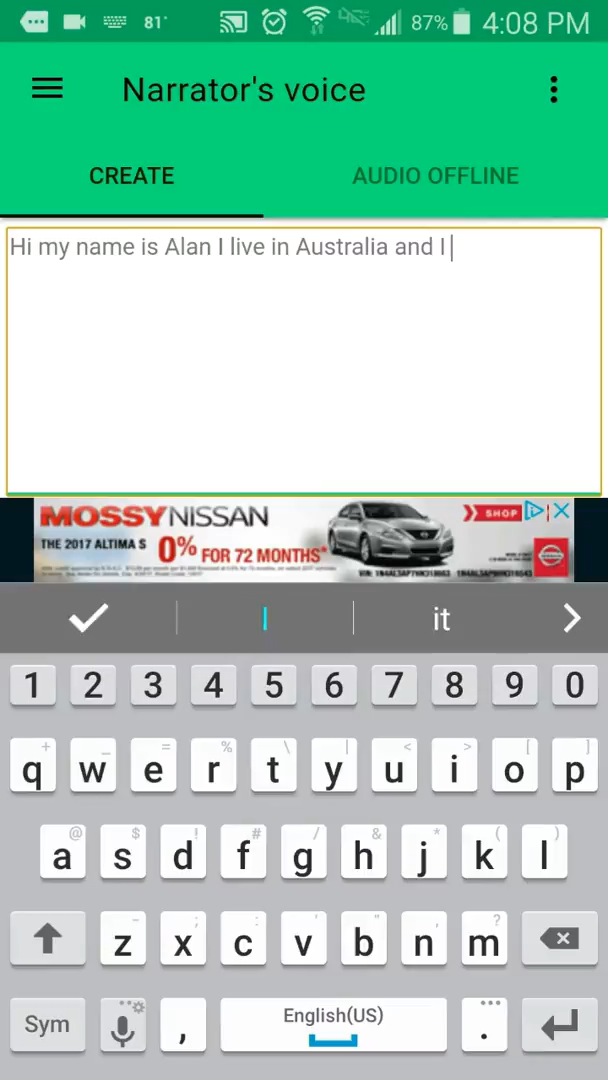 81°
87%
4:08 PM
Narrator's voice
CREATE
AUDIO OFFLINE
Hi my name is Alan I live in Australia and I
MOSSY NISSAN
SHOP
THE 2017 ALTIMA S 0% FOR 72 MONTHS*
I it
1 2 3 4 5 6 7 8 9 0
+ _ = % \ | < > [ ]
q w e r t y u i o p
@ $ ! # / & * ( )
a s d f g h j k l
- ; : ' " , ?
z x c v b n m
Sym , English(US) .